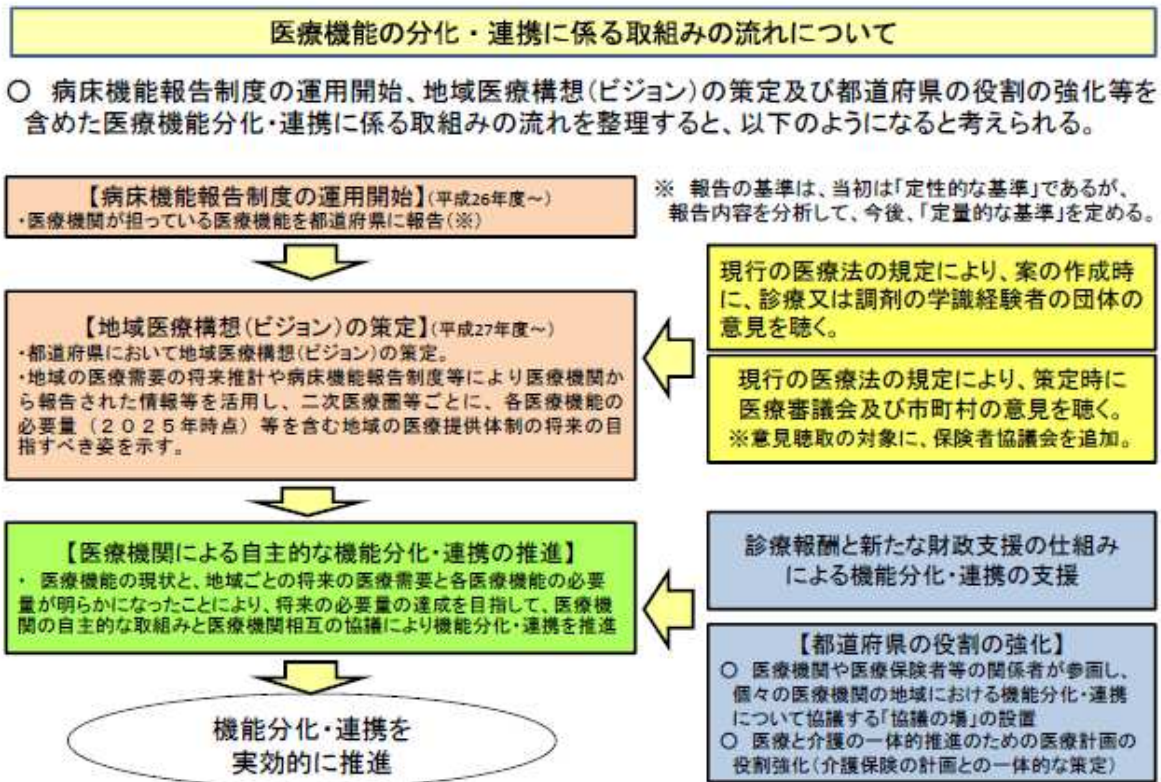 医療機能の分化・連携に係る取組みの流れについて
○　病床機能報告制度の運用開始、地域医療構想(ビジョン)の策定及び都道府県の役割の強化等を
含めた医療機能分化・連携に係る取組みの流れを整理すると、以下のようになると考えられる。
【病床機能報告制度の運用開始】(平成26年度～)
・医療機関が担っている医療機能を都道府県に報告(※)
※　報告の基準は、当初は「定性的な基準」であるが、
報告内容を分析して、今後、「定量的な基準」を定める。
【地域医療構想(ビジョン)の策定】(平成27年度～)
・都道府県において地域医療構想(ビジョン)の策定。
・地域の医療需要の将来推計や病床機能報告制度等により医療機関か
ら報告された情報等を活用し、二次医療圏等ごとに、各医療機能の
必要量（２０２５年時点）等を含む地域の医療提供体制の将来の目
指すべき姿を示す。
現行の医療法の規定により、案の作成時
に、診療又は調剤の学識経験者の団体の
意見を聴く。
現行の医療法の規定により、策定時に
医療審議会及び市町村の意見を聴く。
※意見聴取の対象に、保険者協議会を追加。
【医療機関による自主的な機能分化・連携の推進】
・　医療機能の現状と、地域ごとの将来の医療需要と各医療機能の必要
量が明らかになったことにより、将来の必要量の達成を目指して、医療機
関の自主的な取組みと医療機関相互の協議により機能分化・連携を推進
診療報酬と新たな財政支援の仕組み
による機能分化・連携の支援
【都道府県の役割の強化】
○　医療機関や医療保険者等の関係者が参画し、
個々の医療機関の地域における機能分化・連携
について協議する「協議の場」の設置
○　医療と介護の一体的推進のための医療計画の
役割強化(介護保険の計画との一体的な策定)
機能分化・連携を
実効的に推進